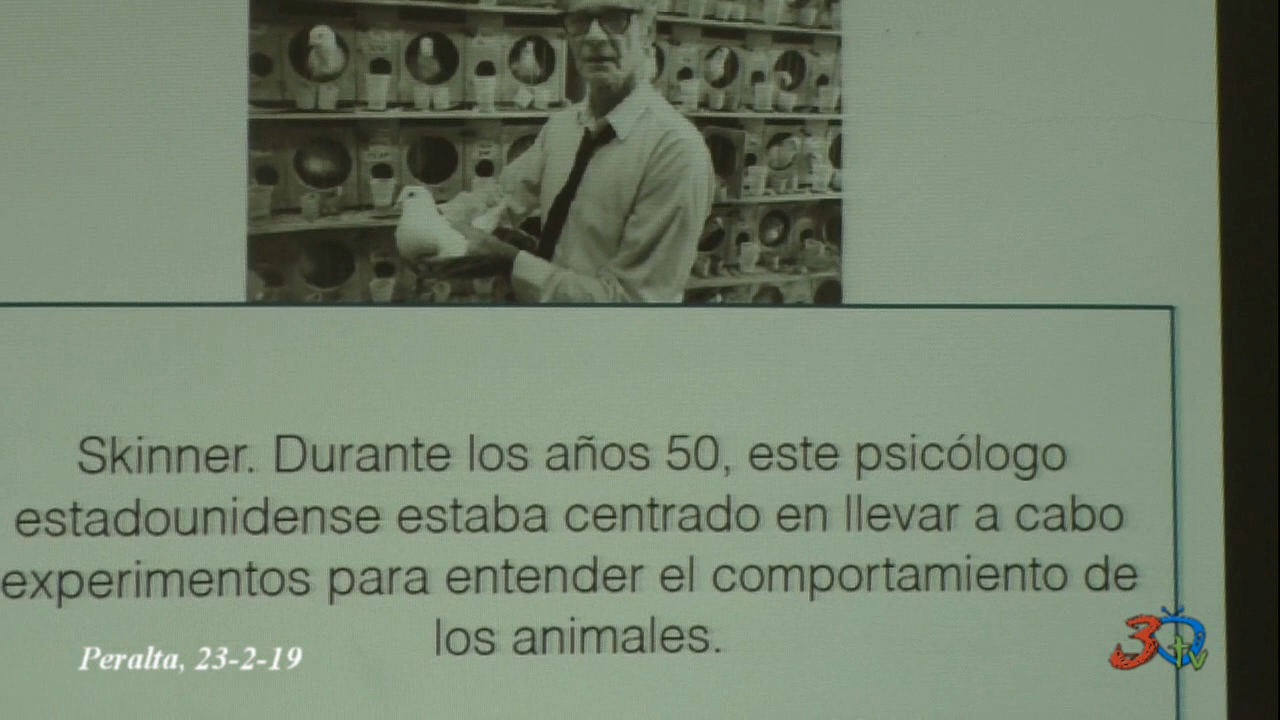 Skinner. Durante los años 50, este psicólogo
estadounidense estaba centrado en llevar a cabo
experimentos para entender el comportamiento de
los animales.
Peralta, 23-2-19
3Otv